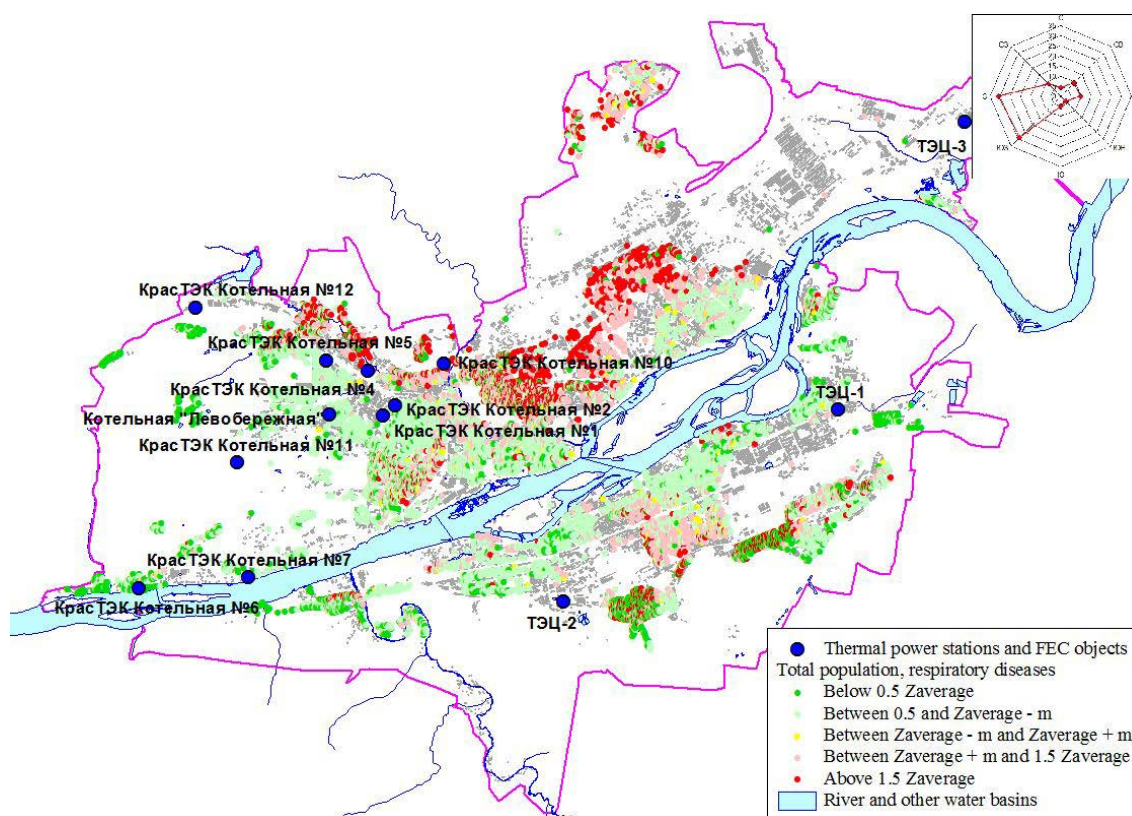 С
СЗ
СВ
ЮЗ
Ю
ТЭЦ-3
КрасТЭК Котельная №12
КрасТЭК Котельная №5
КрасТЭК Котельная №10
КрасТЭК Котельная №4
Котельная "Левобережная"
КрасТЭК Котельная №2
КрасТЭК Котельная №1
КрасТЭК Котельная №11
ТЭЦ-1
КрасТЭК Котельная №7
КрасТЭК Котельная №6
ТЭЦ-2
Thermal power stations and FEC objects
Total population, respiratory diseases
Below 0.5 Zaverage
Between 0.5 and Zaverage - m
Between Zaverage - m and Zaverage + m
Between Zaverage + m and 1.5 Zaverage
Above 1.5 Zaverage
River and other water basins